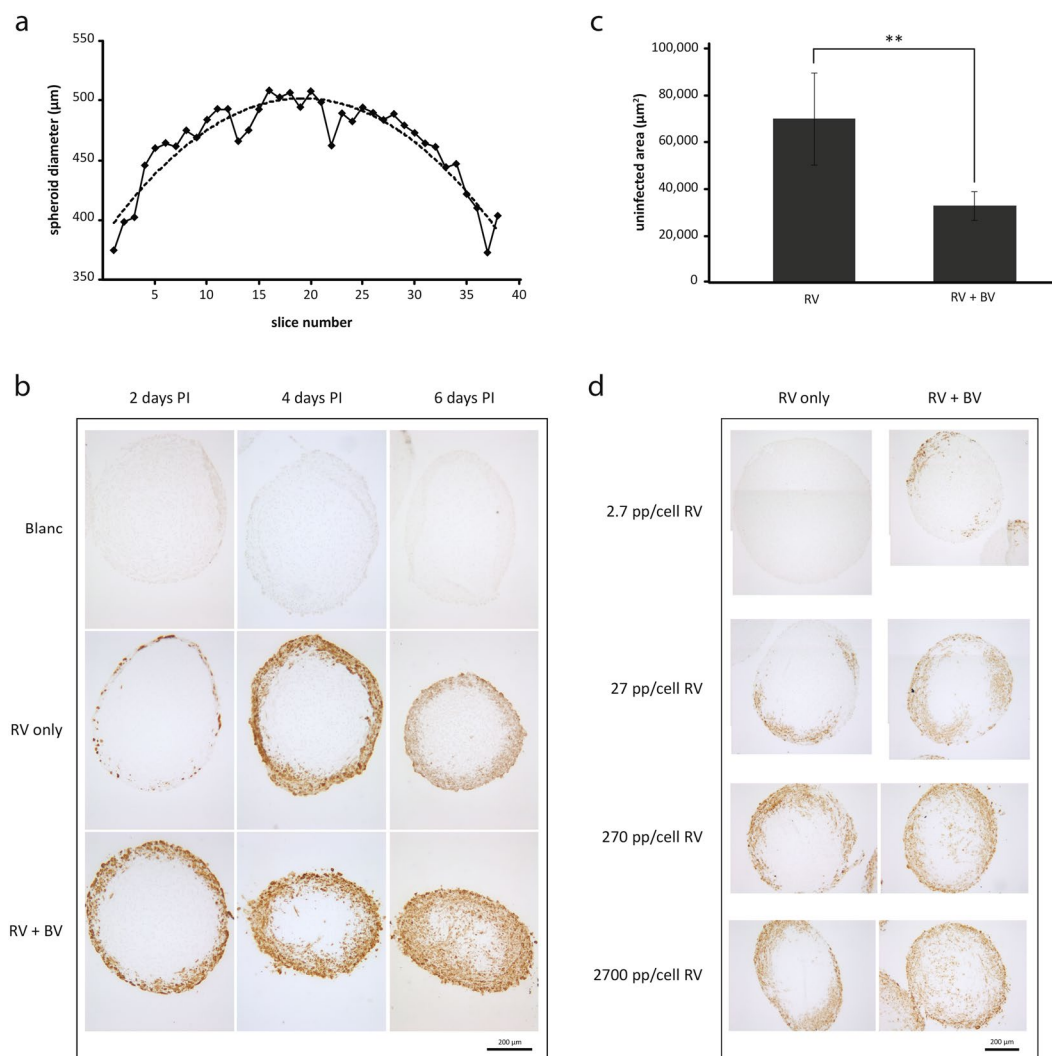 a
550
500
450
400
350
spheroid diameter (µm)
5 10 15 20 25 30 35 40
slice number
c
100,000
80,000
60,000
40,000
20,000
0
uninfected area (µm²)
**
RV RV + BV
b
2 days PI 4 days PI 6 days PI
Blanc
RV only
RV + BV
200 µm
d
RV only RV + BV
2.7 pp/cell RV
27 pp/cell RV
270 pp/cell RV
2700 pp/cell RV
200 µm